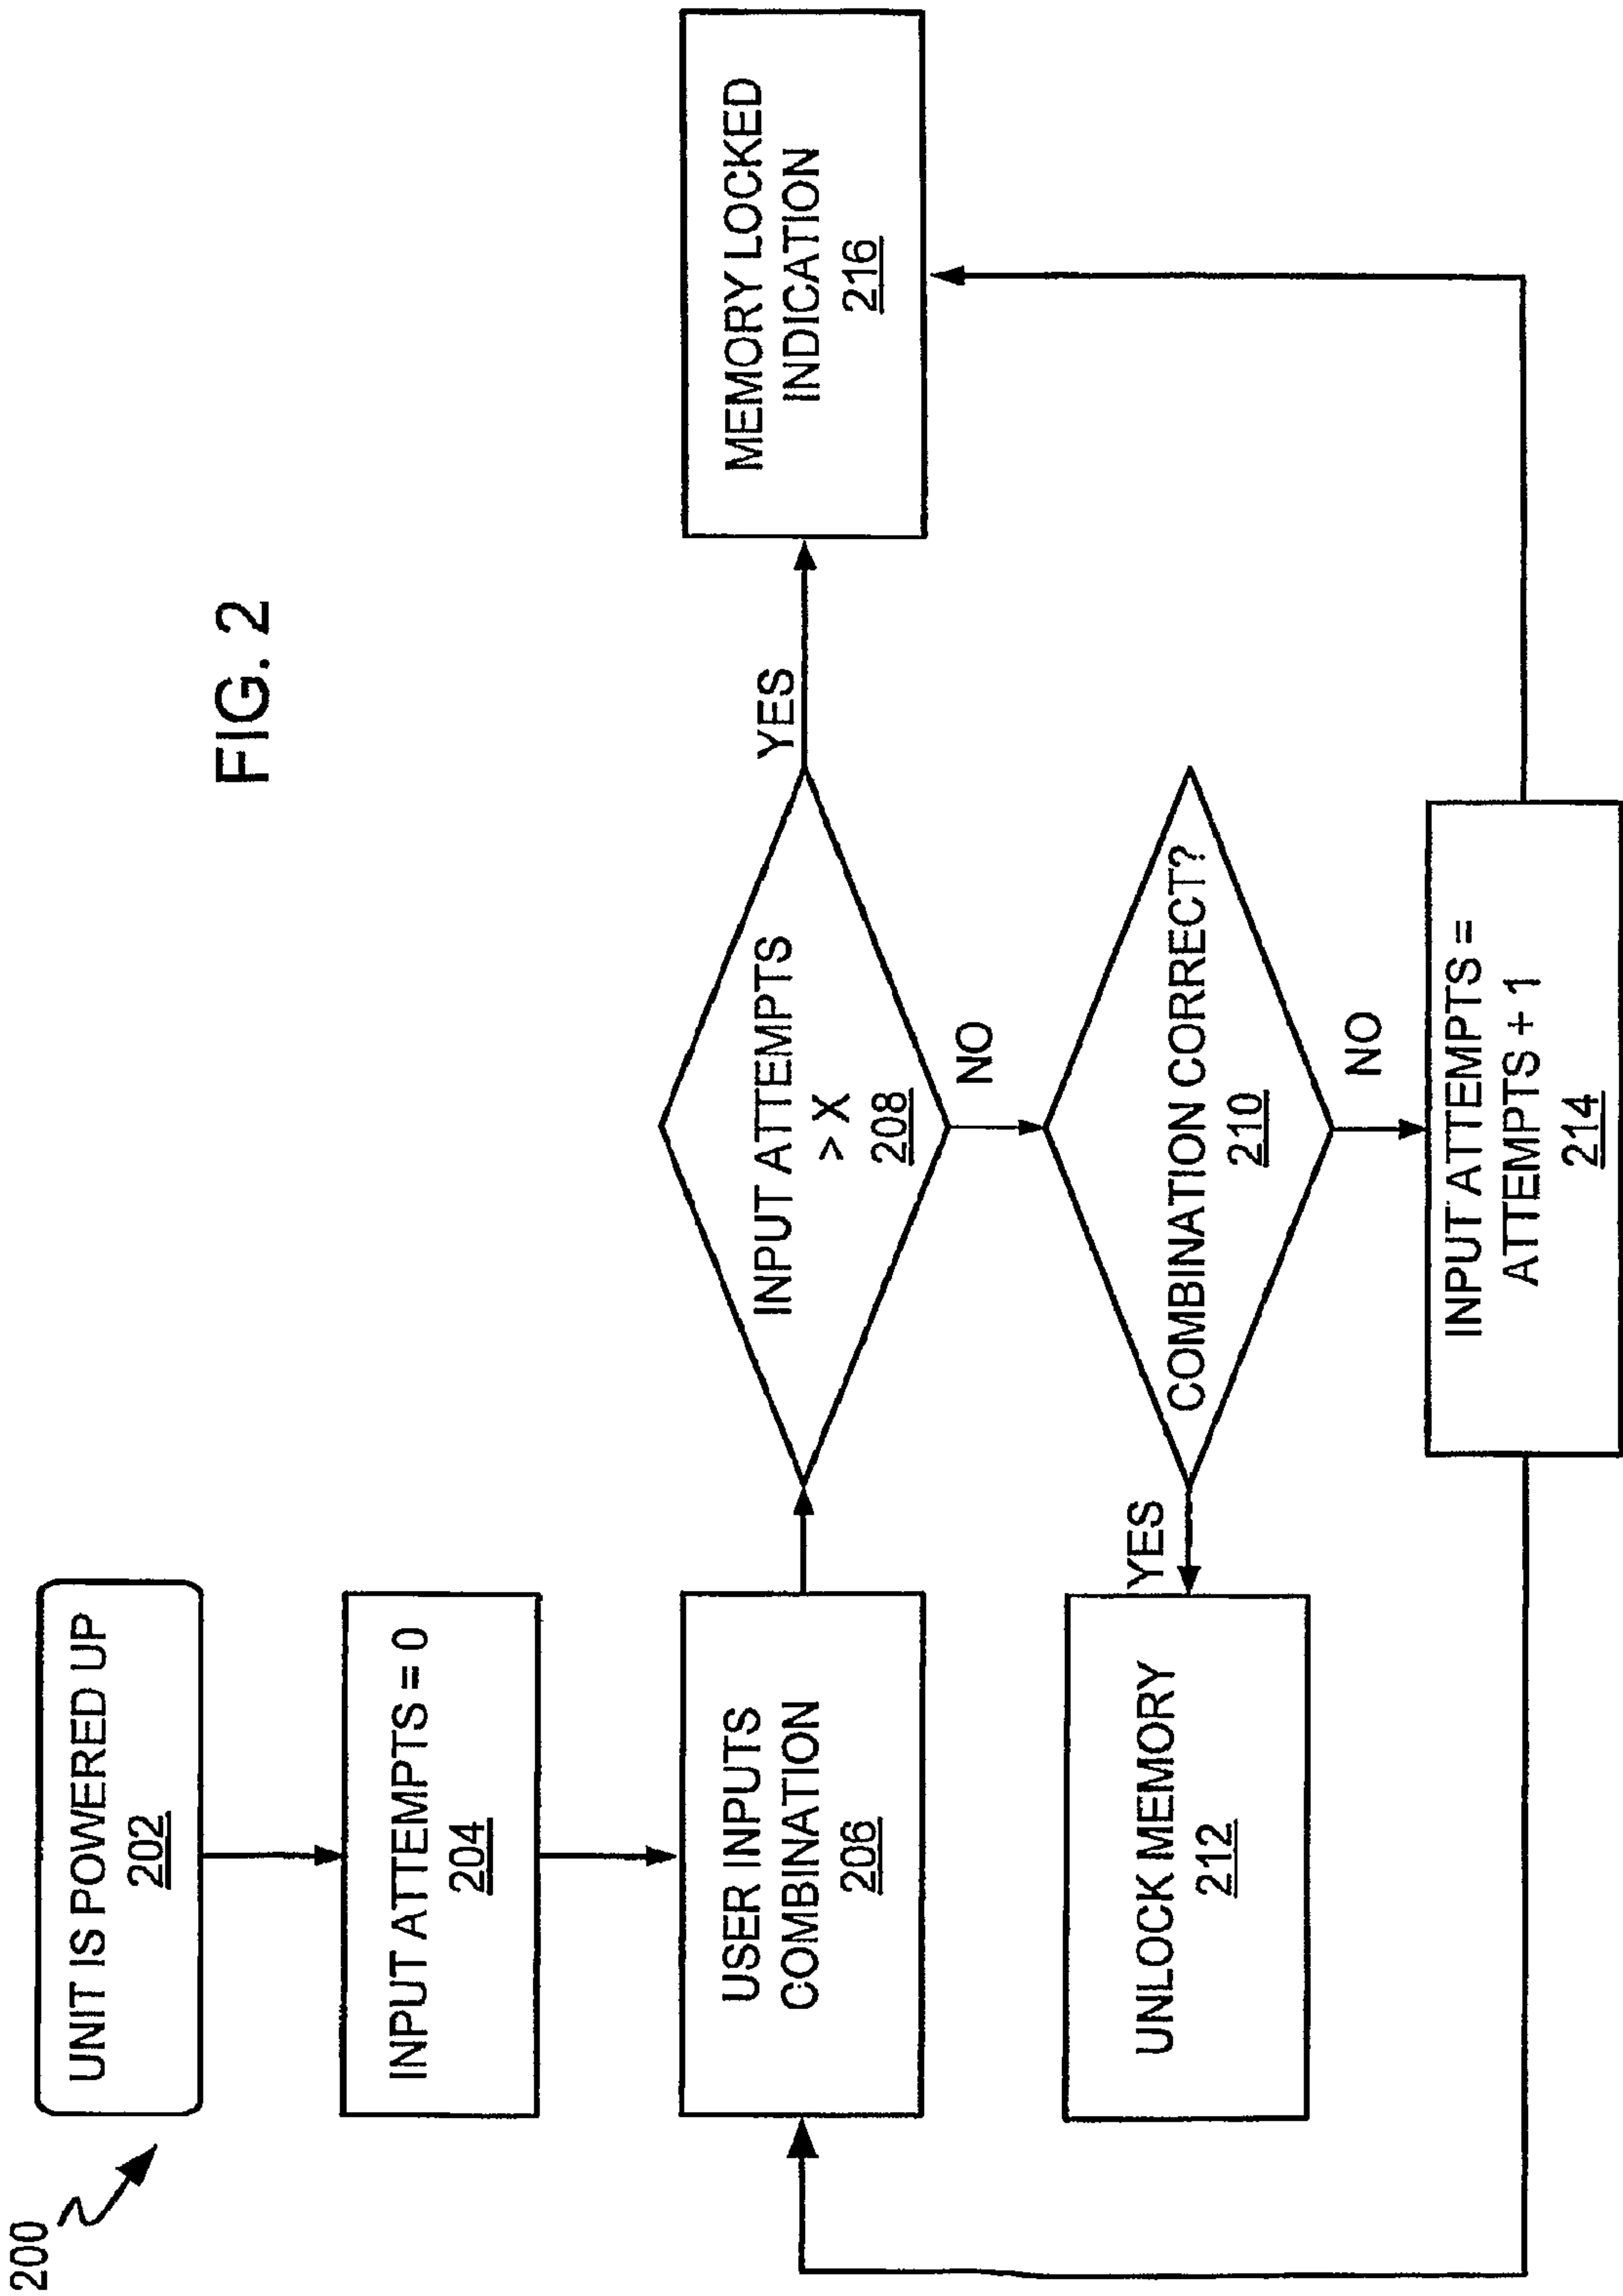 FIG. 2
200
UNIT IS POWERED UP
202
INPUT ATTEMPTS = 0
204
USER INPUTS
COMBINATION
206
INPUT ATTEMPTS
> X
208
YES
MEMORY LOCKED
INDICATION
216
NO
COMBINATION CORRECT?
210
YES
UNLOCK MEMORY
212
NO
INPUT ATTEMPTS =
ATTEMPTS + 1
214